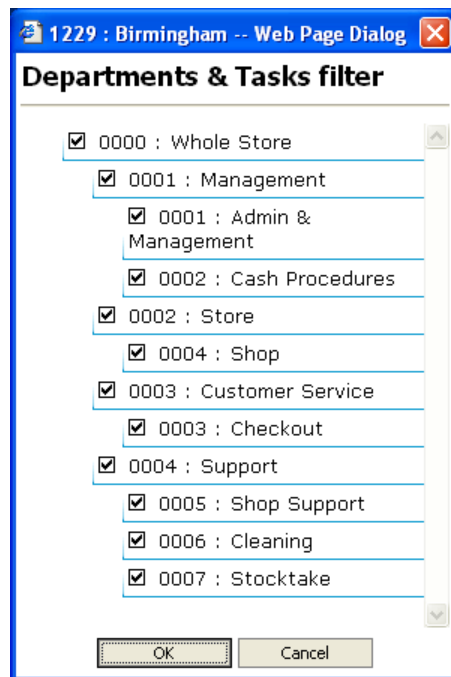 1229 : Birmingham -- Web Page Dialog
Departments & Tasks filter
0000 : Whole Store
0001 : Management
0001 : Admin &
Management
0002 : Cash Procedures
0002 : Store
0004 : Shop
0003 : Customer Service
0003 : Checkout
0004 : Support
0005 : Shop Support
0006 : Cleaning
0007 : Stocktake
OK Cancel